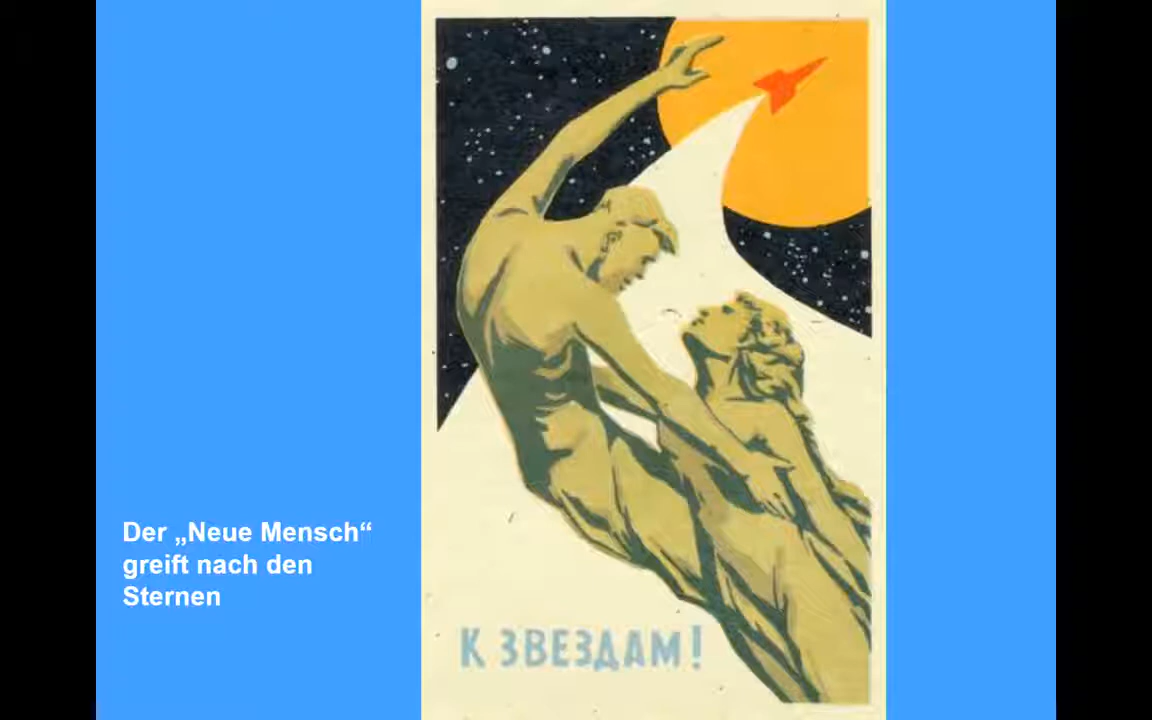 Der „Neue Mensch“
greift nach den
Sternen
К ЗВЕЗДАМ!